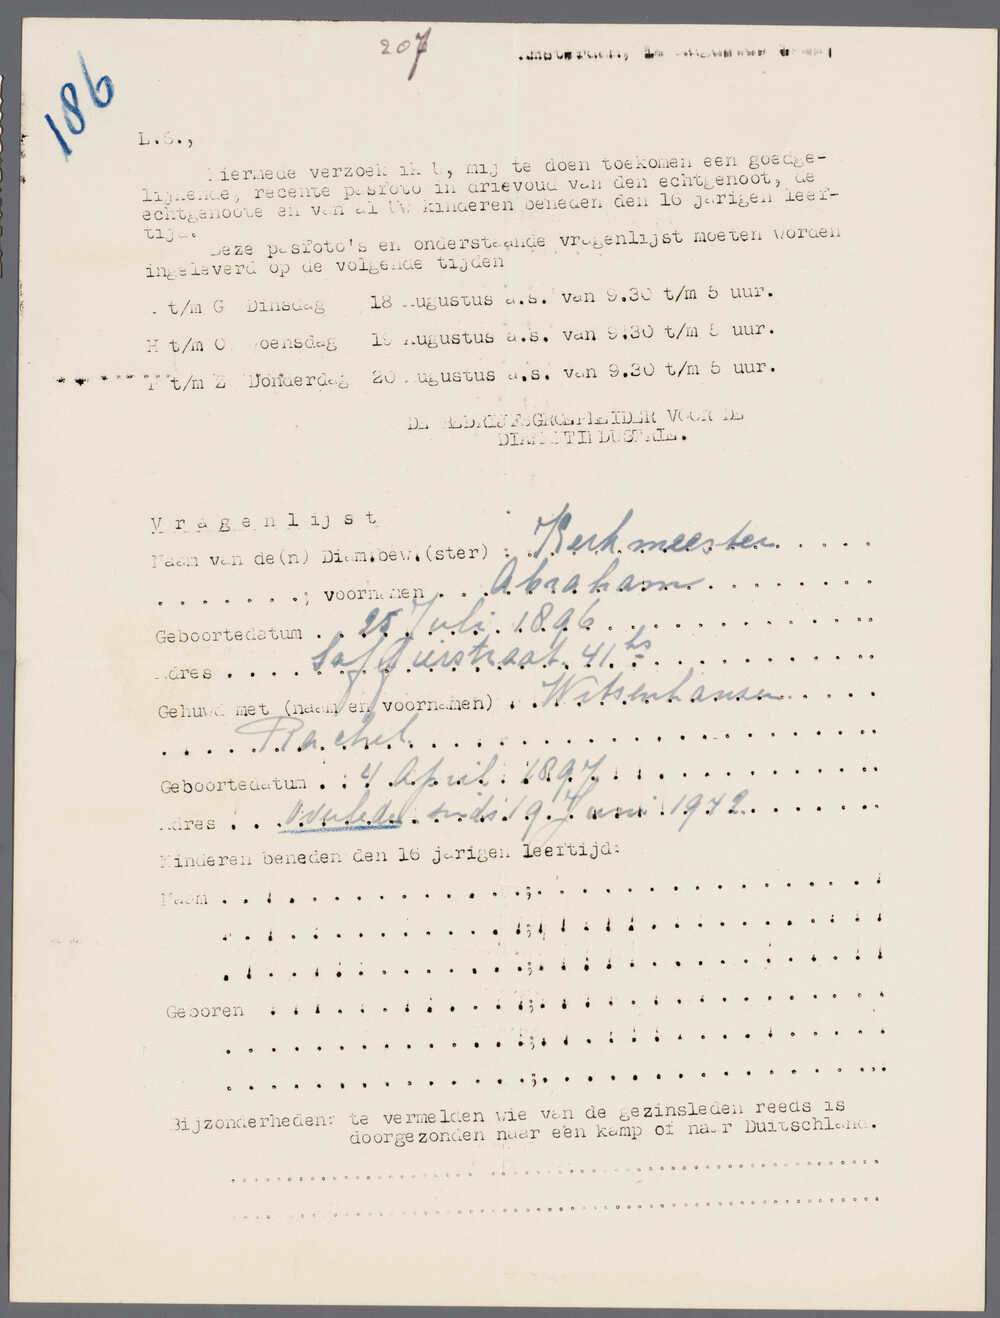 207
186
Amsterdam,
L.S.,
Hiermede verzoek ik U, mij te doen toekomen een goedge-
lijkende, recente pasfoto in drievoud van den echtgenoot, de
echtgenoote en van al Uw kinderen beneden den 16 jarigen leef-
tijd.
Deze pasfoto's en onderstaande vragenlijst moeten worden
ingeleverd op de volgende tijden
A t/m G Dinsdag 18 Augustus a.s. van 9.30 t/m 5 uur.
H t/m O Woensdag 19 Augustus a.s. van 9.30 t/m 5 uur.
P t/m Z Donderdag 20 Augustus a.s. van 9.30 t/m 5 uur.
DE BEDRIJFSGROEPLEIDER VOOR DE
DIAMANTINDUSTRIE.
Vragenlijst
Naam van de(n) Diam.bew.(ster) : Kerkmeester
. . . . . . .; voornamen . . Abraham
Geboortedatum . . 25 Juli 1896
Adres . . . . Saffierstraat 41 hs
Gehuwd met (naam en voornamen) . Witsenhausen
Rachel
Geboortedatum . : 4 April 1897
Adres . . . overleden sinds 19 Juni 1942
Kinderen beneden den 16 jarigen leeftijd:
Naam . . . . . . . . . . . . . . ; . . . . . . . . . . . . . . .
. . . . . . . . . . . . . . ; . . . . . . . . . . . . . . .
. . . . . . . . . . . . . . ; . . . . . . . . . . . . . . .
Geboren . . . . . . . . . . . . ; . . . . . . . . . . . . . . .
. . . . . . . . . . . . . . ; . . . . . . . . . . . . . . .
. . . . . . . . . . . . . . ; . . . . . . . . . . . . . . .
Bijzonderheden: te vermelden wie van de gezinsleden reeds is
doorgezonden naar een kamp of naar Duitschland.